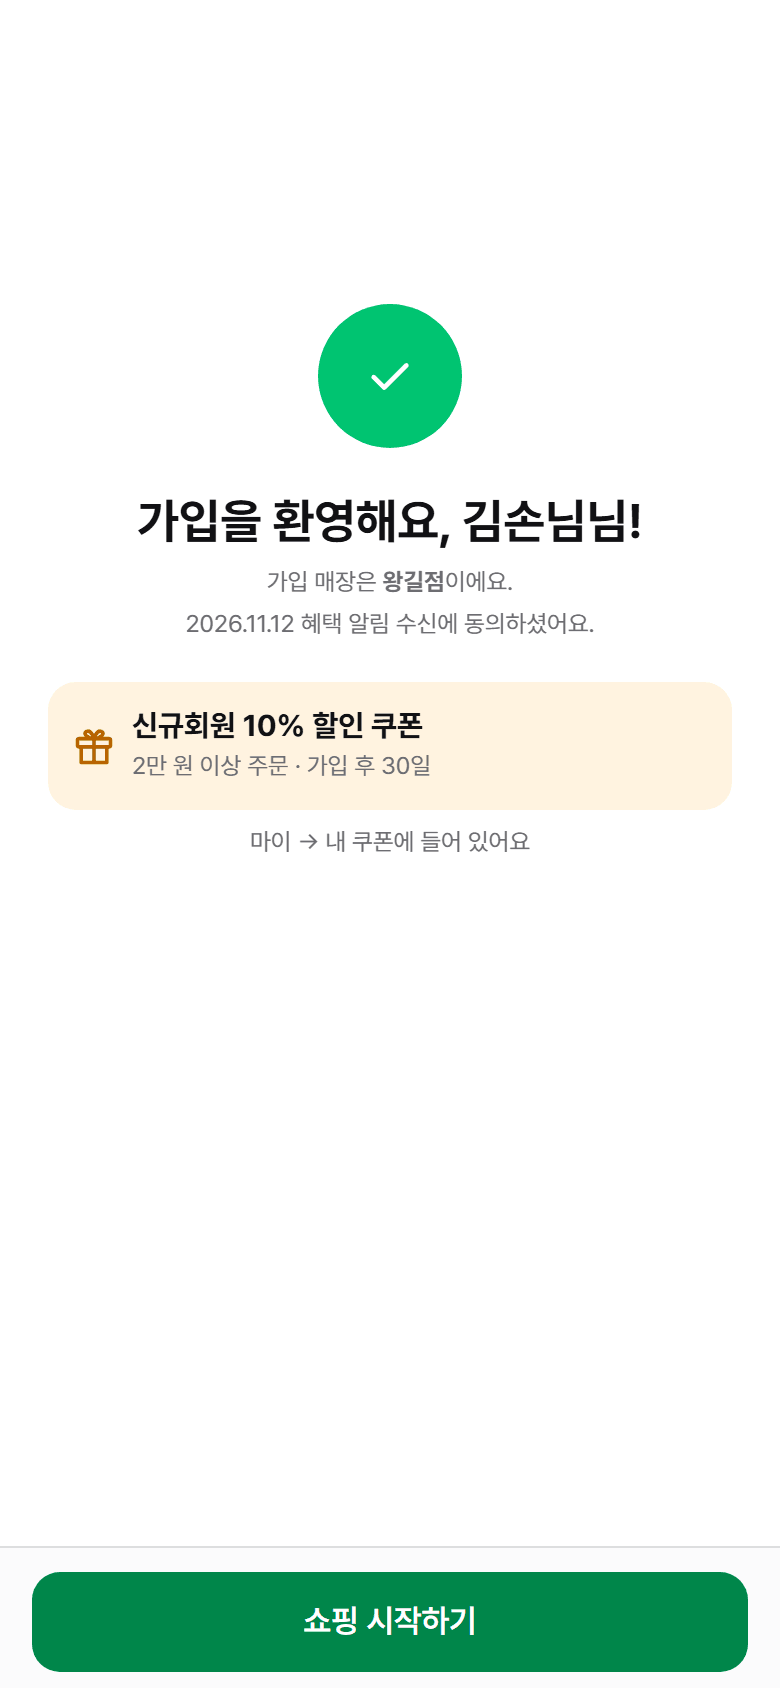 가입을 환영해요, 김손님님!
가입 매장은 왕길점이에요.
2026.11.12 혜택 알림 수신에 동의하셨어요.
신규회원 10% 할인 쿠폰
2만 원 이상 주문 · 가입 후 30일
마이 → 내 쿠폰에 들어 있어요
쇼핑 시작하기